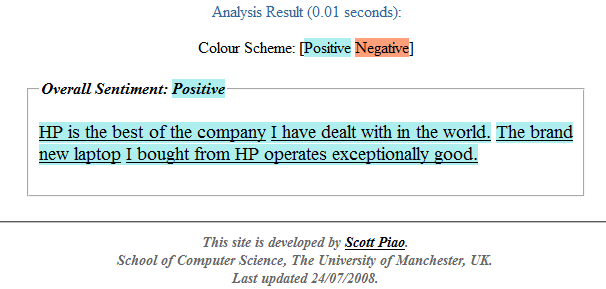 Analysis Result (0.01 seconds):
Colour Scheme: [Positive Negative]
Overall Sentiment: Positive
HP is the best of the company I have dealt with in the world. The brand
new laptop I bought from HP operates exceptionally good.
This site is developed by Scott Piao.
School of Computer Science, The University of Manchester, UK.
Last updated 24/07/2008.